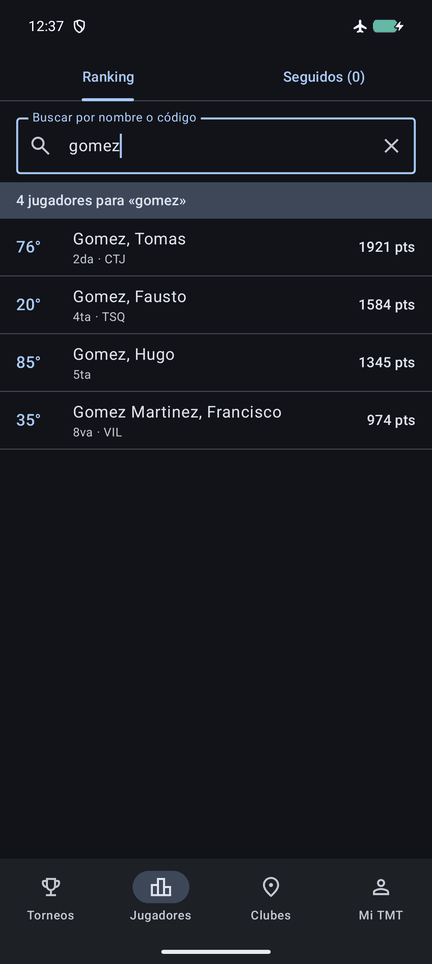 12:37
Ranking
Seguidos (0)
Buscar por nombre o código
gomez
4 jugadores para «gomez»
76°
Gomez, Tomas
2da · CTJ
1921 pts
20°
Gomez, Fausto
4ta · TSQ
1584 pts
85°
Gomez, Hugo
5ta
1345 pts
35°
Gomez Martinez, Francisco
8va · VIL
974 pts
Torneos
Jugadores
Clubes
Mi TMT